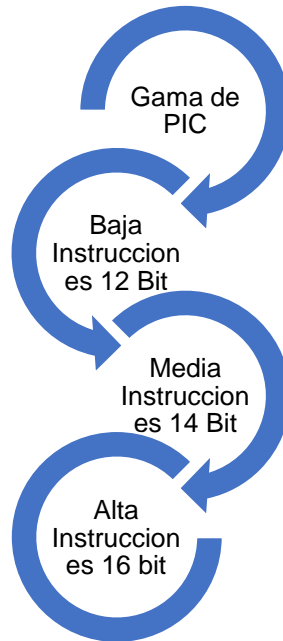 Gama de
PIC
Baja
Instruccion
es 12 Bit
Media
Instruccion
es 14 Bit
Alta
Instruccion
es 16 bit